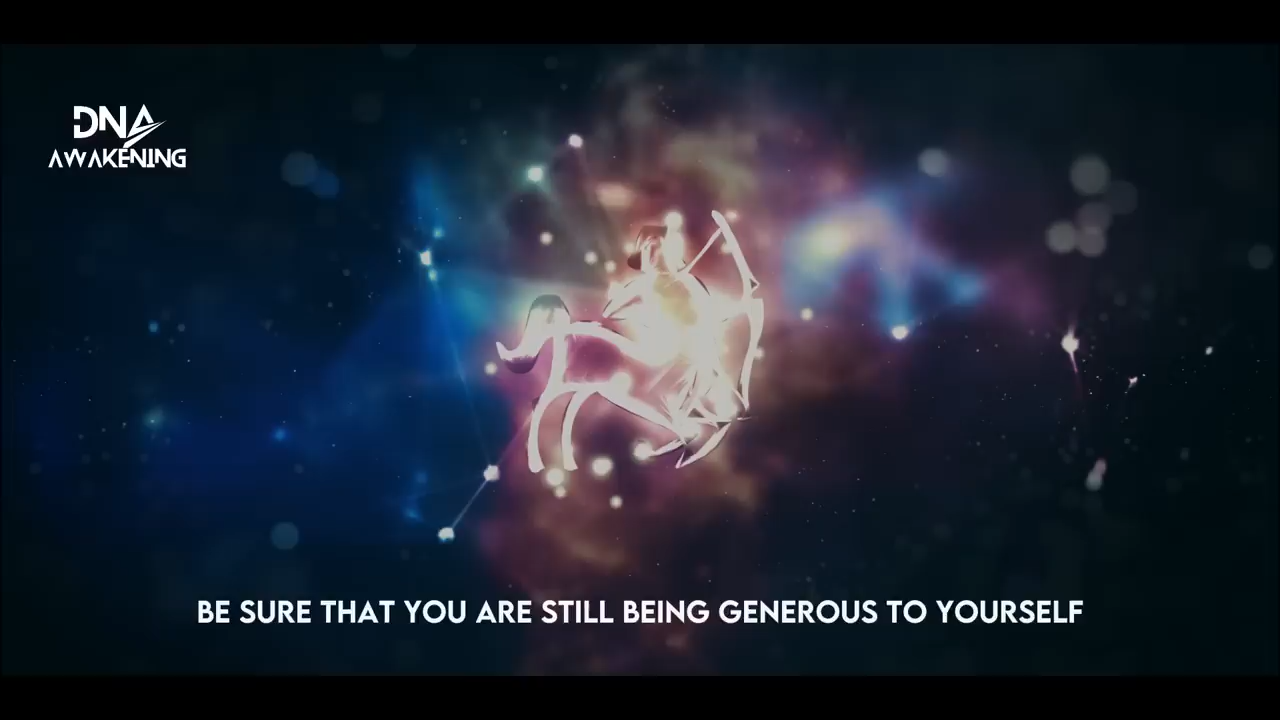 DNA
AWAKENING
BE SURE THAT YOU ARE STILL BEING GENEROUS TO YOURSELF